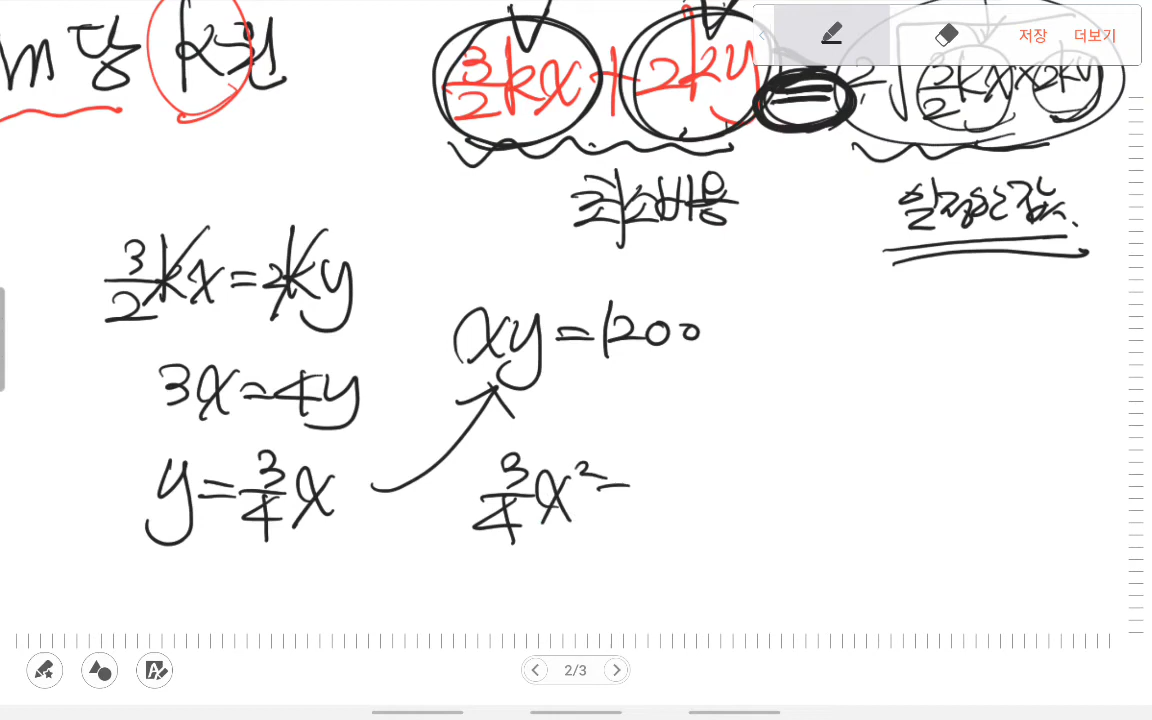 m당 k원
3/2kx+2ky = 2√(3/2kx×2ky)
저장 더보기
최소비용
일정한 값.
3/2kx=2ky
xy=1200
3x=4y
y=3/4x
3/4x²=
2/3